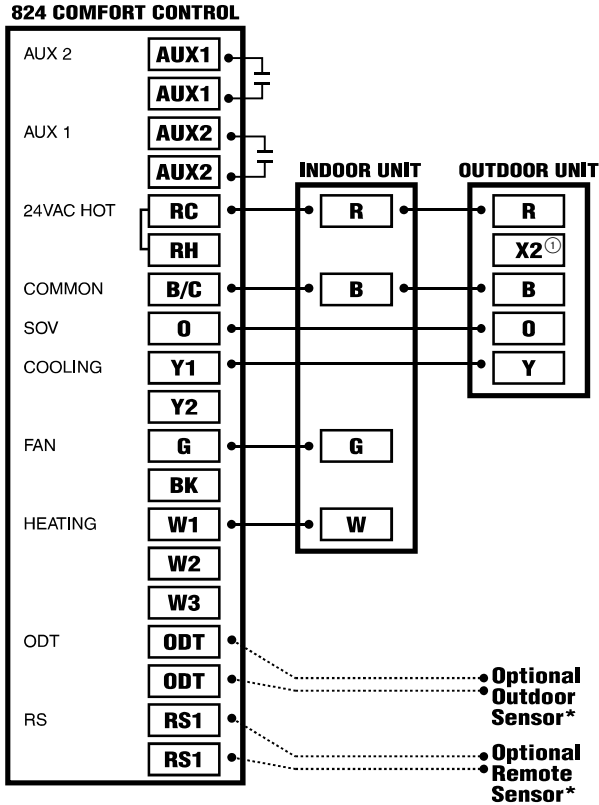 824 COMFORT CONTROL
AUX 2
AUX1
AUX1
AUX 1
AUX2
AUX2
INDOOR UNIT
OUTDOOR UNIT
24VAC HOT
RC
R
R
RH
X2①
COMMON
B/C
B
B
SOV
O
O
COOLING
Y1
Y
Y2
FAN
G
G
BK
HEATING
W1
W
W2
W3
ODT
ODT
ODT
Optional
Outdoor
Sensor*
RS
RS1
RS1
Optional
Remote
Sensor*